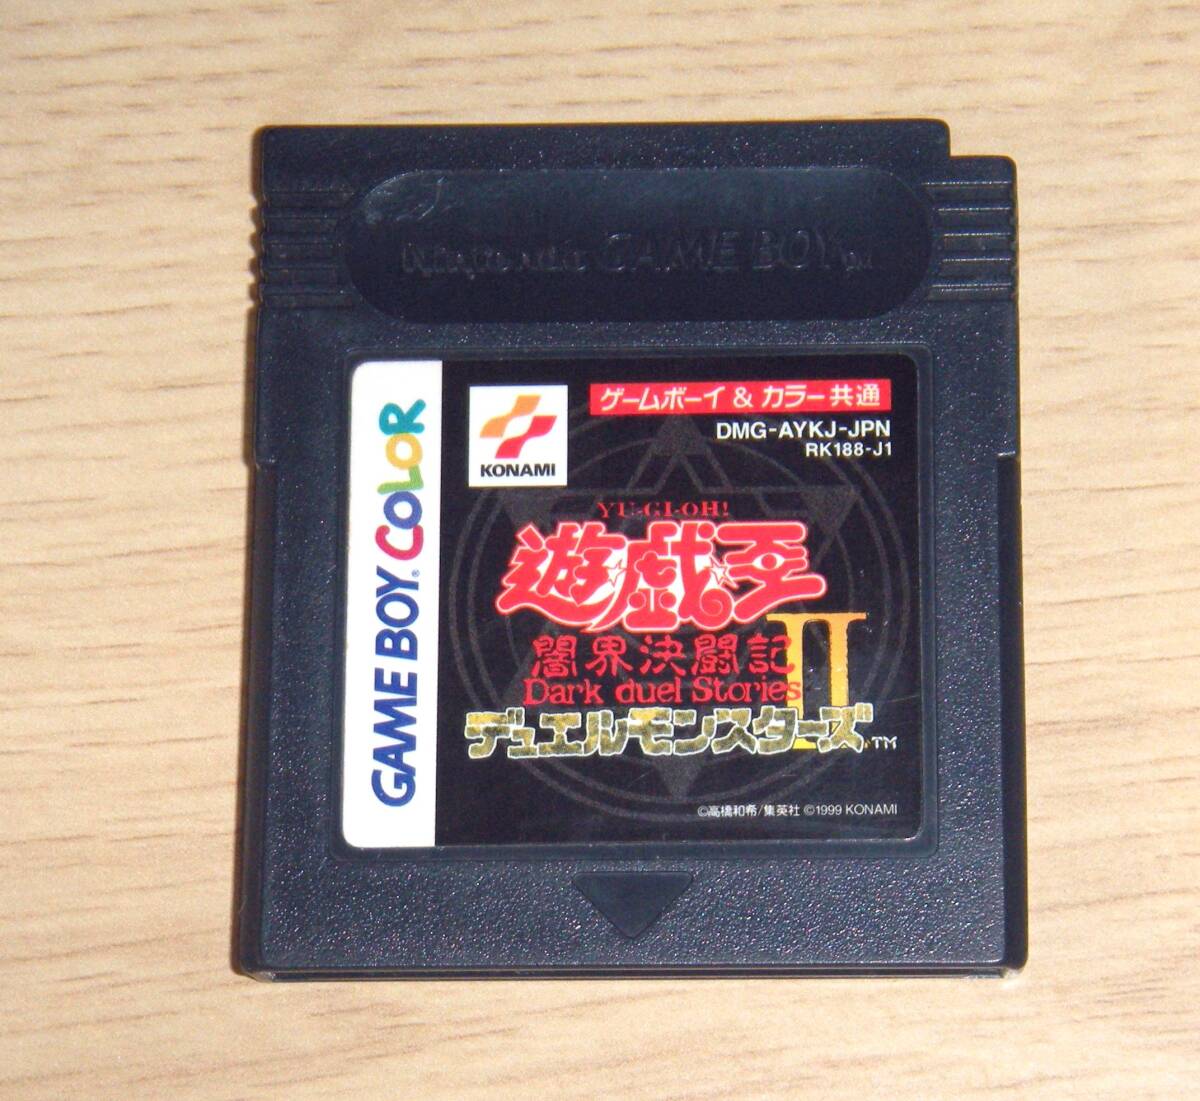 Nintendo GAME BOY TM
GAME BOY® COLOR
KONAMI
ゲームボーイ & カラー共通
DMG-AYKJ-JPN
RK188-J1
YU-GI-OH!
遊戯王
闇界決闘記
II
Dark duel Stories
デュエルモンスターズ™
©高橋和希/集英社 ©1999 KONAMI